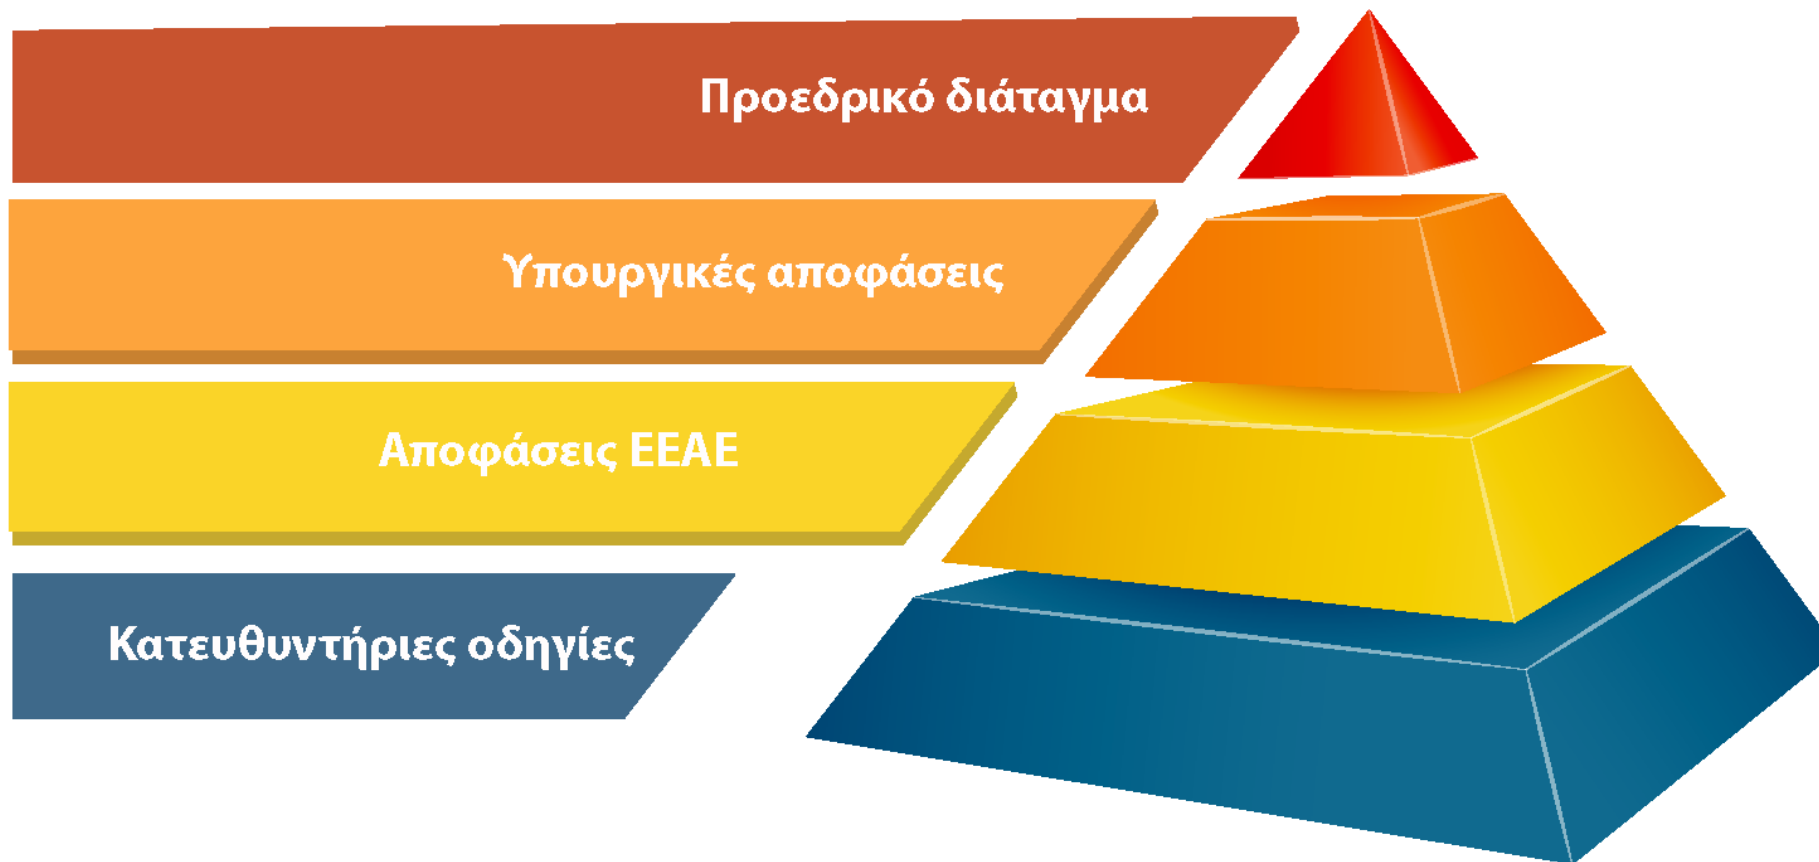 Προεδρικό διάταγμα
Υπουργικές αποφάσεις
Αποφάσεις ΕΕΑΕ
Κατευθυντήριες οδηγίες